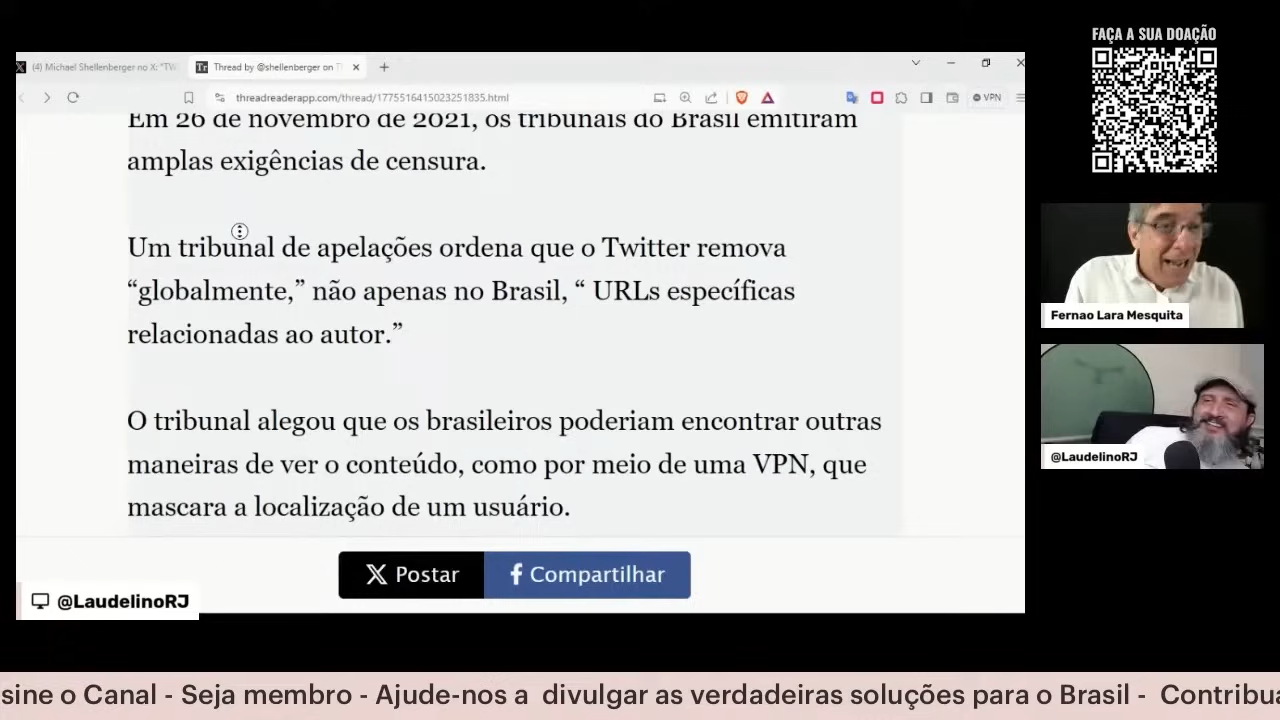 FAÇA A SUA DOAÇÃO
(4) Michael Shellenberger no X: "TW
Thread by @shellenberger on T
threadreaderapp.com/thread/1775516415023251835.html
VPN
Em 26 de novembro de 2021, os tribunais do Brasil emitiram
amplas exigências de censura.
Um tribunal de apelações ordena que o Twitter remova
“globalmente,” não apenas no Brasil, “ URLs específicas
relacionadas ao autor.”
O tribunal alegou que os brasileiros poderiam encontrar outras
maneiras de ver o conteúdo, como por meio de uma VPN, que
mascara a localização de um usuário.
Postar
Compartilhar
@LaudelinoRJ
Fernao Lara Mesquita
@LaudelinoRJ
sine o Canal - Seja membro - Ajude-nos a divulgar as verdadeiras soluções para o Brasil - Contribua